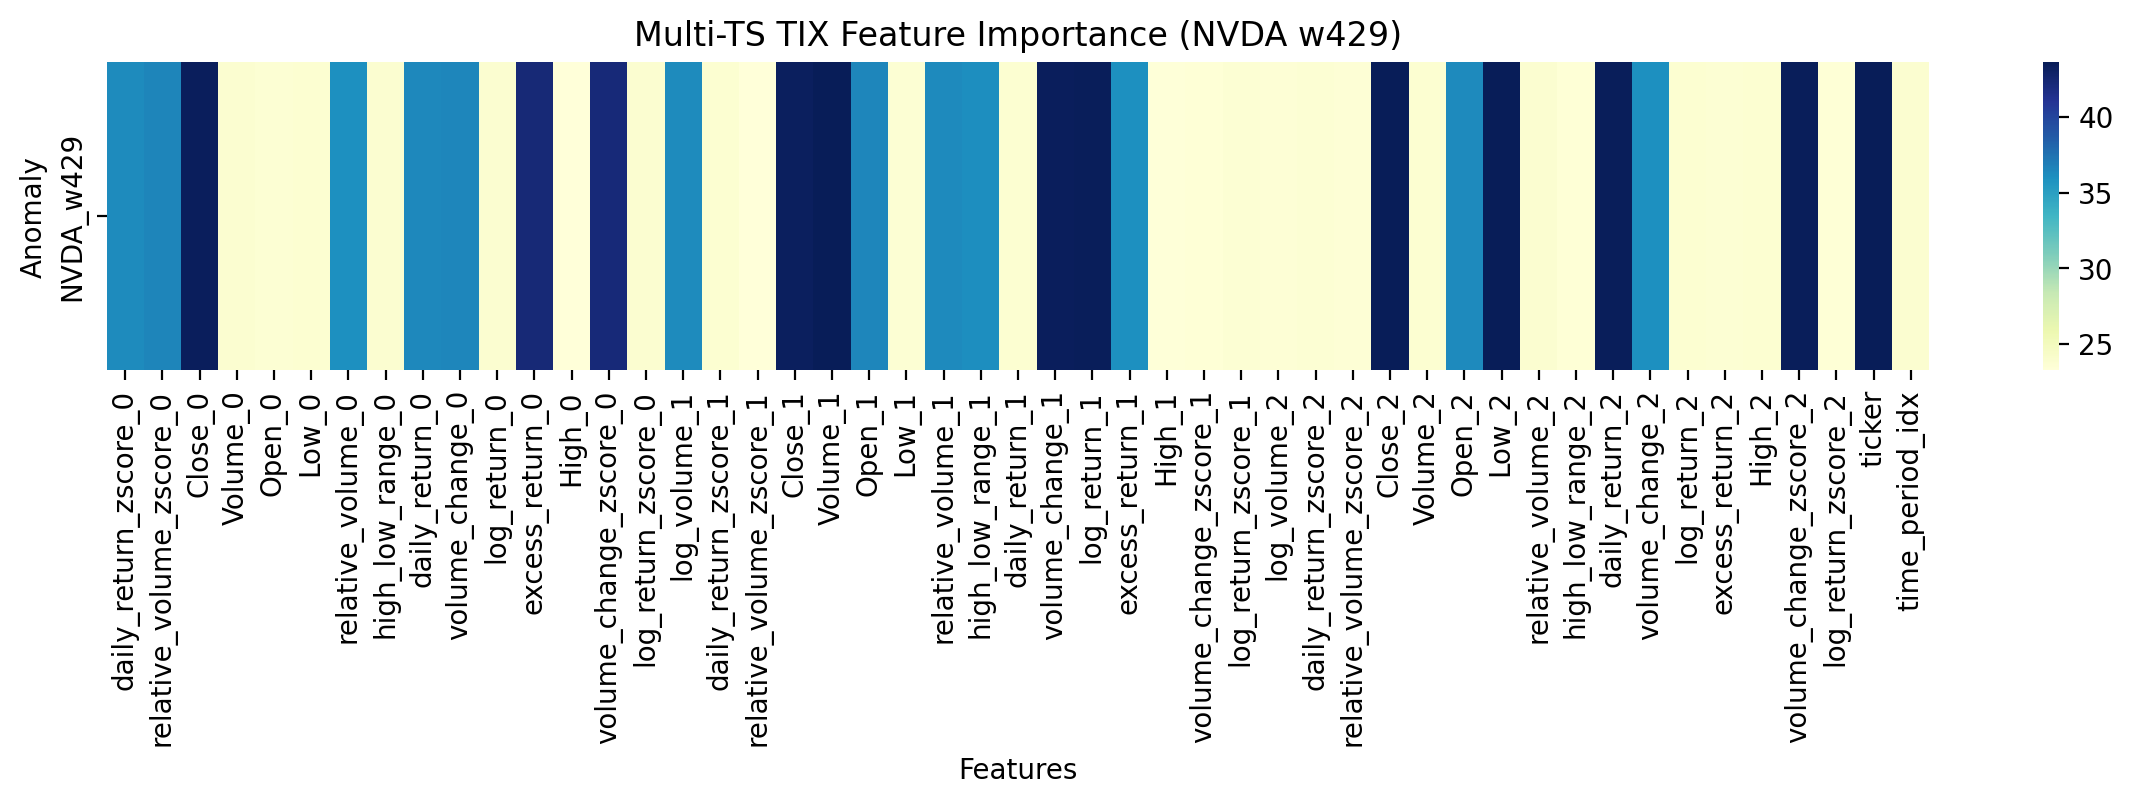 Multi-TS TIX Feature Importance (NVDA w429)
Anomaly
NVDA_w429
40
35
30
25
daily_return_zscore_0
relative_volume_zscore_0
Close_0
Volume_0
Open_0
Low_0
relative_volume_0
high_low_range_0
daily_return_0
volume_change_0
log_return_0
excess_return_0
High_0
volume_change_zscore_0
log_return_zscore_0
log_volume_1
daily_return_zscore_1
relative_volume_zscore_1
Close_1
Volume_1
Open_1
Low_1
relative_volume_1
high_low_range_1
daily_return_1
volume_change_1
log_return_1
excess_return_1
High_1
volume_change_zscore_1
log_return_zscore_1
log_volume_2
daily_return_zscore_2
relative_volume_zscore_2
Close_2
Volume_2
Open_2
Low_2
relative_volume_2
high_low_range_2
daily_return_2
volume_change_2
log_return_2
excess_return_2
High_2
volume_change_zscore_2
log_return_zscore_2
ticker
time_period_idx
Features